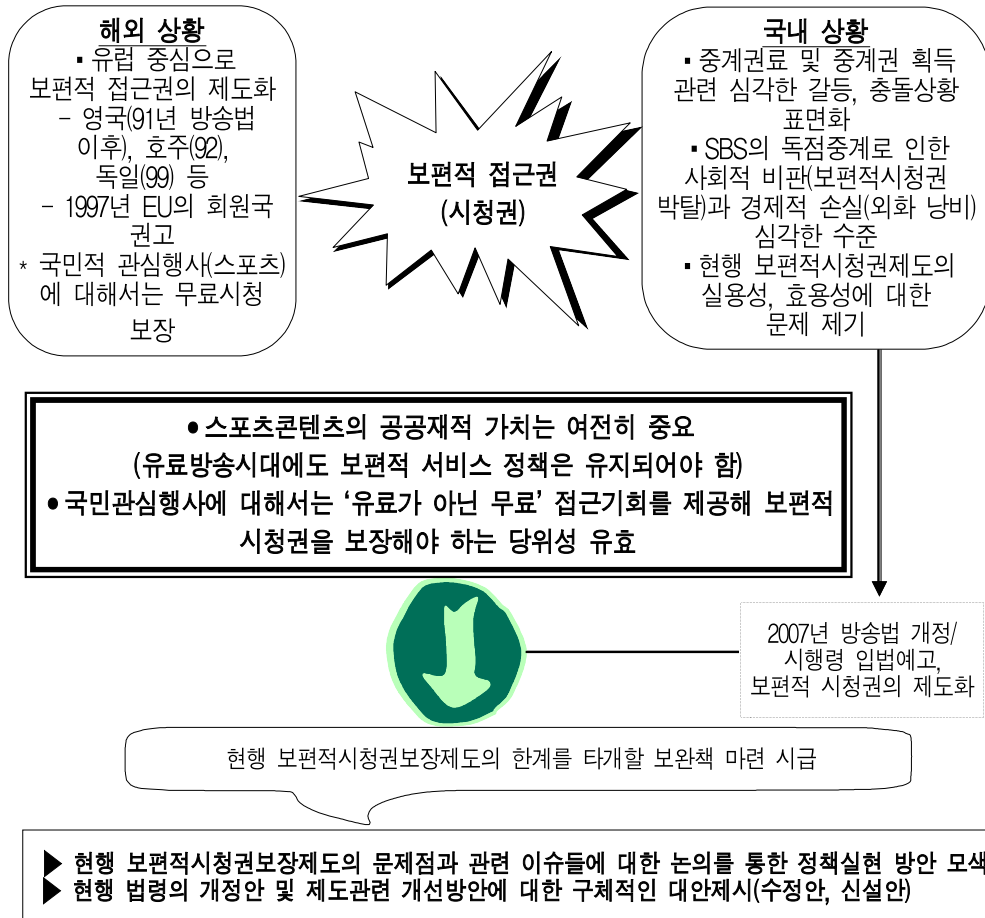 해외 상황
▪ 유럽 중심으로
보편적 접근권의 제도화
- 영국(91년 방송법
이후), 호주(92),
독일(99) 등
- 1997년 EU의 회원국
권고
* 국민적 관심행사(스포츠)
에 대해서는 무료시청
보장
보편적 접근권
(시청권)
국내 상황
▪ 중계권료 및 중계권 획득
관련 심각한 갈등, 충돌상황
표면화
▪ SBS의 독점중계로 인한
사회적 비판(보편적시청권
박탈)과 경제적 손실(외화 낭비)
심각한 수준
▪ 현행 보편적시청권제도의
실용성, 효용성에 대한
문제 제기
● 스포츠콘텐츠의 공공재적 가치는 여전히 중요
(유료방송시대에도 보편적 서비스 정책은 유지되어야 함)
● 국민관심행사에 대해서는 ‘유료가 아닌 무료’ 접근기회를 제공해 보편적
시청권을 보장해야 하는 당위성 유효
2007년 방송법 개정/
시행령 입법예고,
보편적 시청권의 제도화
현행 보편적시청권보장제도의 한계를 타개할 보완책 마련 시급
▶ 현행 보편적시청권보장제도의 문제점과 관련 이슈들에 대한 논의를 통한 정책실현 방안 모색
▶ 현행 법령의 개정안 및 제도관련 개선방안에 대한 구체적인 대안제시(수정안, 신설안)